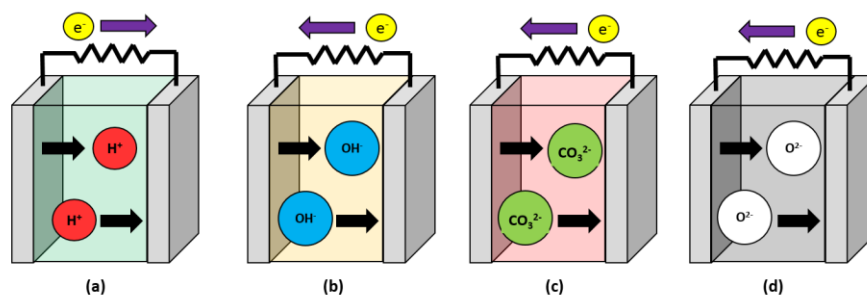 e⁻ e⁻ e⁻ e⁻
H⁺ OH⁻ CO₃²⁻ O²⁻
H⁺ OH⁻ CO₃²⁻ O²⁻
(a) (b) (c) (d)